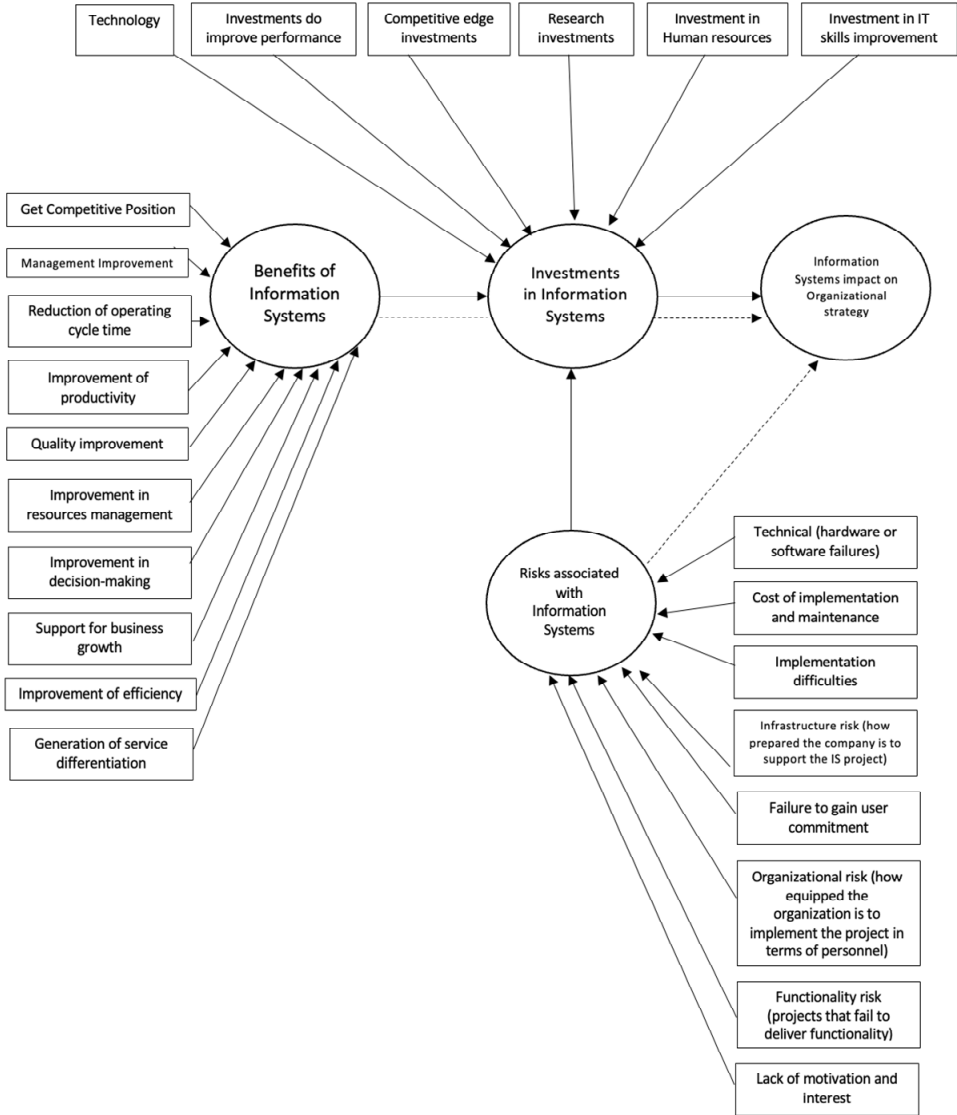 Technology
Investments do
improve performance
Competitive edge
investments
Research
investments
Investment in
Human resources
Investment in IT
skills improvement
Get Competitive Position
Management Improvement
Reduction of operating
cycle time
Improvement of
productivity
Quality improvement
Improvement in
resources management
Improvement in
decision-making
Support for business
growth
Improvement of efficiency
Generation of service
differentiation
Benefits of
Information
Systems
Investments
in Information
Systems
Information
Systems impact on
Organizational
strategy
Risks associated
with
Information
Systems
Technical (hardware or
software failures)
Cost of implementation
and maintenance
Implementation
difficulties
Infrastructure risk (how
prepared the company is to
support the IS project)
Failure to gain user
commitment
Organizational risk (how
equipped the
organization is to
implement the project in
terms of personnel)
Functionality risk
(projects that fail to
deliver functionality)
Lack of motivation and
interest